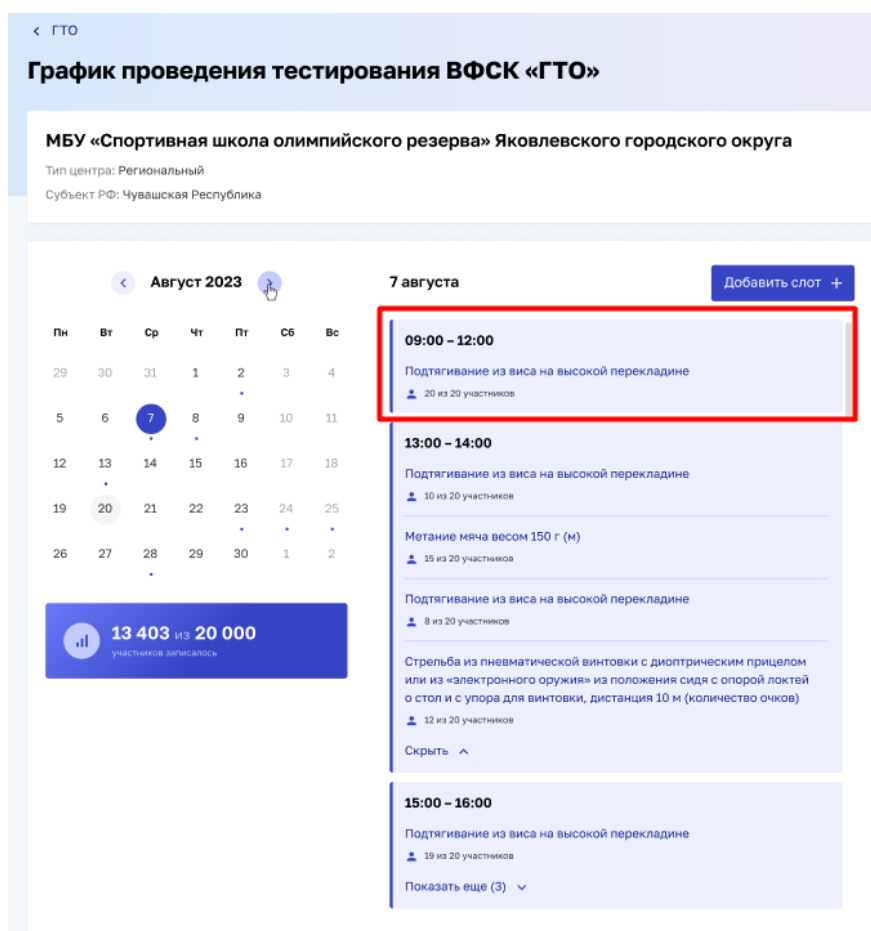 ГТО
График проведения тестирования ВФСК «ГТО»
МБУ «Спортивная школа олимпийского резерва» Яковлевского городского округа
Тип центра: Региональный
Субъект РФ: Чувашская Республика
Август 2023
Пн Вт Ср Чт Пт Сб Вс
29 30 31 1 2 3 4
5 6 7 8 9 10 11
12 13 14 15 16 17 18
19 20 21 22 23 24 25
26 27 28 29 30 1 2
13 403 из 20 000
участников записалось
7 августа
Добавить слот +
09:00 – 12:00
Подтягивание из виса на высокой перекладине
20 из 20 участников
13:00 – 14:00
Подтягивание из виса на высокой перекладине
10 из 20 участников
Метание мяча весом 150 г (м)
15 из 20 участников
Подтягивание из виса на высокой перекладине
8 из 20 участников
Стрельба из пневматической винтовки с диоптрическим прицелом
или из «электронного оружия» из положения сидя с опорой локтей
о стол и с упора для винтовки, дистанция 10 м (количество очков)
12 из 20 участников
Скрыть
15:00 – 16:00
Подтягивание из виса на высокой перекладине
19 из 20 участников
Показать еще (3)